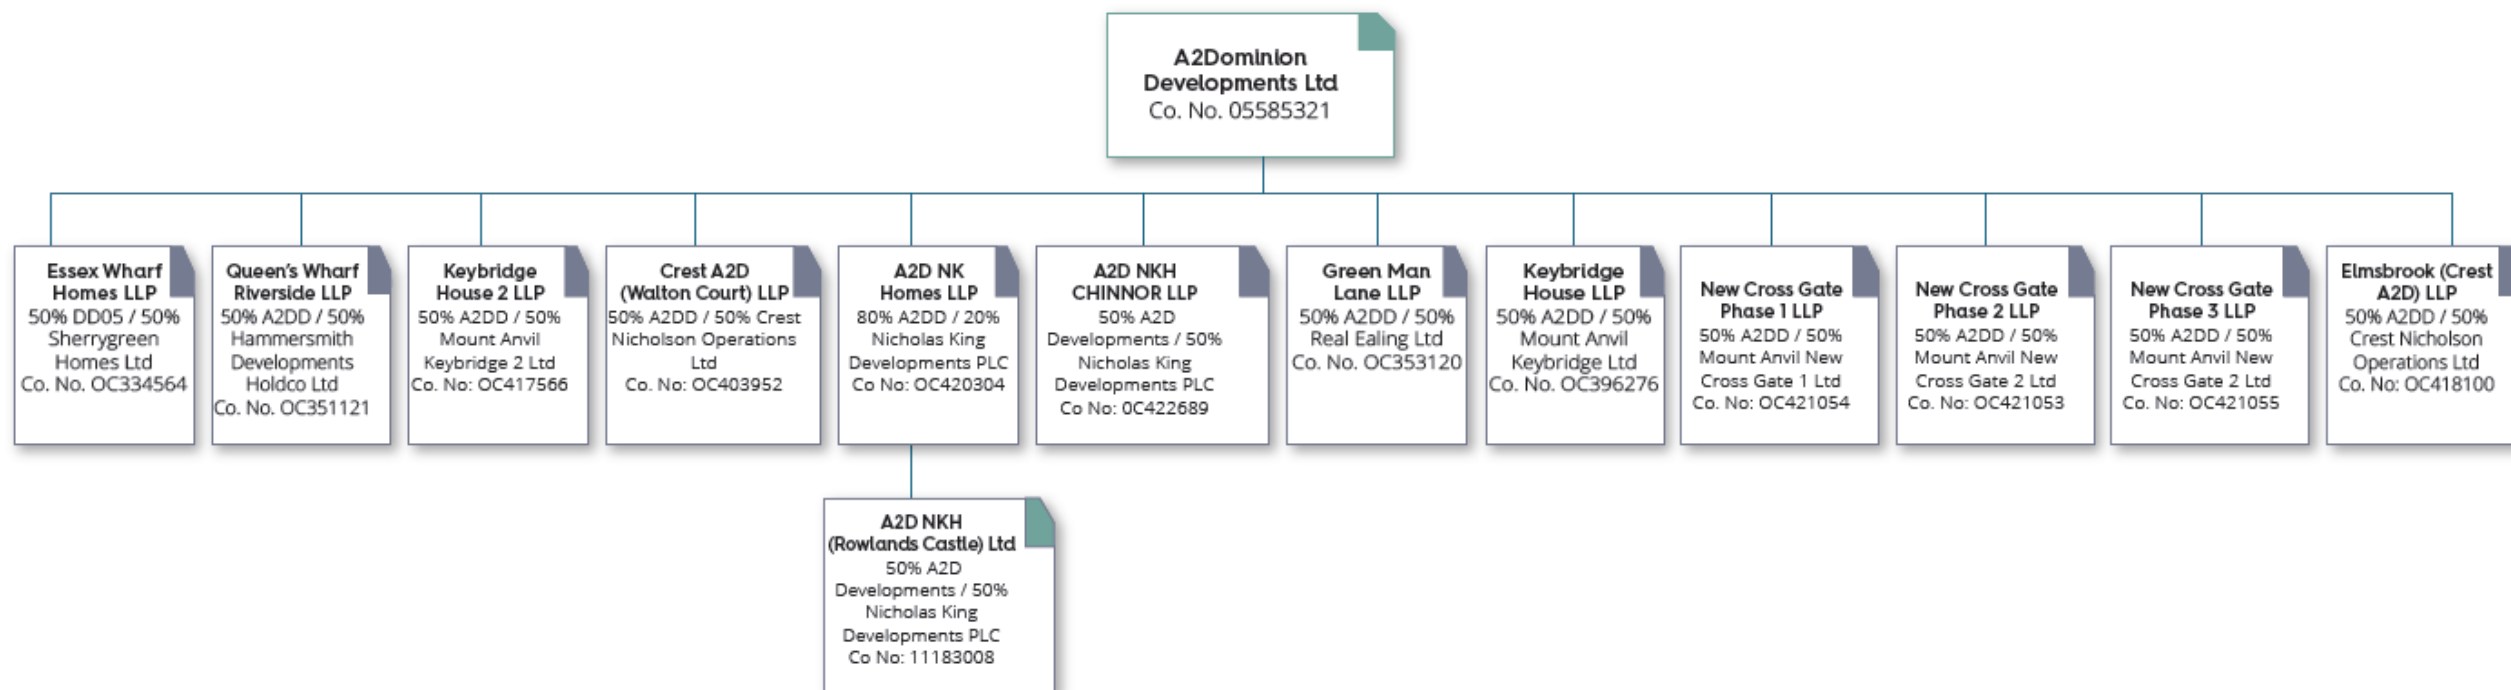 A2Dominion
Developments Ltd
Co. No. 05585321
Essex Wharf
Homes LLP
50% DD05 / 50%
Sherrygreen
Homes Ltd
Co. No. OC334564
Queen's Wharf
Riverside LLP
50% A2DD / 50%
Hammersmith
Developments
Holdco Ltd
Co. No. OC351121
Keybridge
House 2 LLP
50% A2DD / 50%
Mount Anvil
Keybridge 2 Ltd
Co. No: OC417566
Crest A2D
(Walton Court) LLP
50% A2DD / 50% Crest
Nicholson Operations
Ltd
Co. No: OC403952
A2D NK
Homes LLP
80% A2DD / 20%
Nicholas King
Developments PLC
Co No: OC420304
A2D NKH
CHINNOR LLP
50% A2D
Developments / 50%
Nicholas King
Developments PLC
Co No: 0C422689
Green Man
Lane LLP
50% A2DD / 50%
Real Ealing Ltd
Co. No. OC353120
Keybridge
House LLP
50% A2DD / 50%
Mount Anvil
Keybridge Ltd
Co. No. OC396276
New Cross Gate
Phase 1 LLP
50% A2DD / 50%
Mount Anvil New
Cross Gate 1 Ltd
Co. No: OC421054
New Cross Gate
Phase 2 LLP
50% A2DD / 50%
Mount Anvil New
Cross Gate 2 Ltd
Co. No: OC421053
New Cross Gate
Phase 3 LLP
50% A2DD / 50%
Mount Anvil New
Cross Gate 2 Ltd
Co. No: OC421055
Elmsbrook (Crest
A2D) LLP
50% A2DD / 50%
Crest Nicholson
Operations Ltd
Co. No: OC418100
A2D NKH
(Rowlands Castle) Ltd
50% A2D
Developments / 50%
Nicholas King
Developments PLC
Co No: 11183008